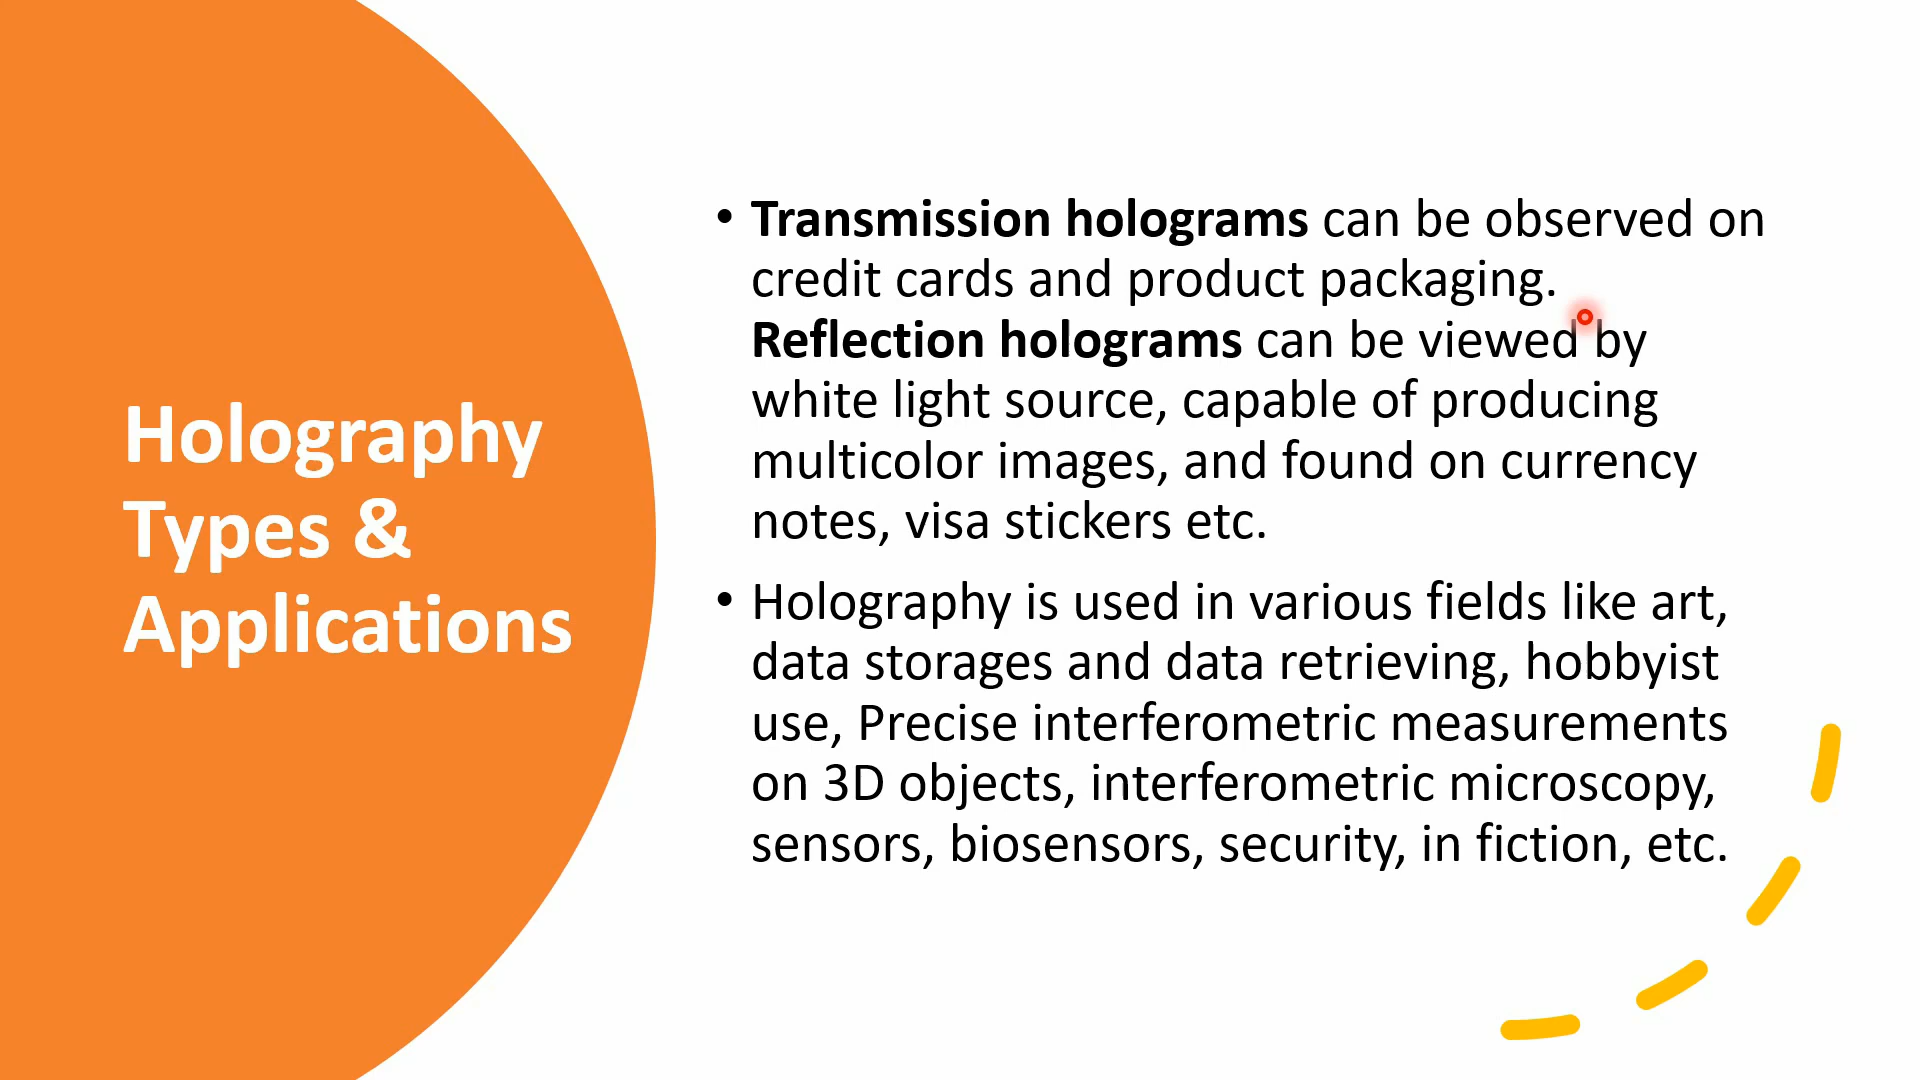 Holography
Types &
Applications
• Transmission holograms can be observed on
credit cards and product packaging.
Reflection holograms can be viewed by
white light source, capable of producing
multicolor images, and found on currency
notes, visa stickers etc.
• Holography is used in various fields like art,
data storages and data retrieving, hobbyist
use, Precise interferometric measurements
on 3D objects, interferometric microscopy,
sensors, biosensors, security, in fiction, etc.